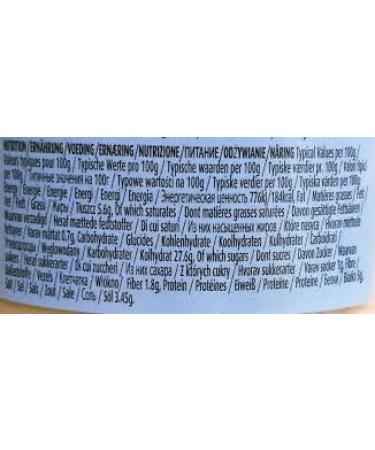 NUTRITION / ERNÄHRUNG / VOEDING / ERNÆRING / NUTRIZIONE / ПИТАНИЕ / ODŻYWIANIE / NÄRING Typical Values per 100g /
Valeurs typiques pour 100g / Typische Werte pro 100g / Typische waarden per 100g / Typiske værdier pr. 100g / Valori tipici
per 100g / Типичные значения на 100г / Typowe wartości na 100g / Typiske verdier per 100g / Typiska värden per 100g
Energy / Energie / Energie / Energi / Energia / Энергетическая ценность 776kJ/184kcal, Fat / Matières grasses / Fett /
Vet / Fedt / Grassi / Tłuszcz 5.6g, Of which saturates / Dont matières grasses saturées / Davon gesättigte Fettsäuren /
Waarvan verzadigd / Heraf mættede fedtstoffer / Di cui saturi / Из них насыщенных жиров / Które nasycone / Hvorav mettede
Varav mättat 0.7g, Carbohydrate / Glucides / Kohlenhydrate / Koolhydraten / Kulhydrater / Carboidrati /
Углеводороды / Węglowodany / Karbohydrater / Kolhydrat 27.6g, Of which sugars / Dont sucres / Davon Zucker / Waarvan
suikers / Heraf sukkerarter / Di cui zuccheri / Из них сахара / Z których cukry / Hvorav sukkerarter / Varav socker 1g, Fibre /
Ballaststoffe / Vezels / Клетчатка / Włókno / Fiber 1.8g, Protein / Protéines / Eiweiß / Proteine / Proteine / Белки / Białko 5g,
Salt / Sel / Salz / Zout / Sale / Соль / Sól 3.45g.